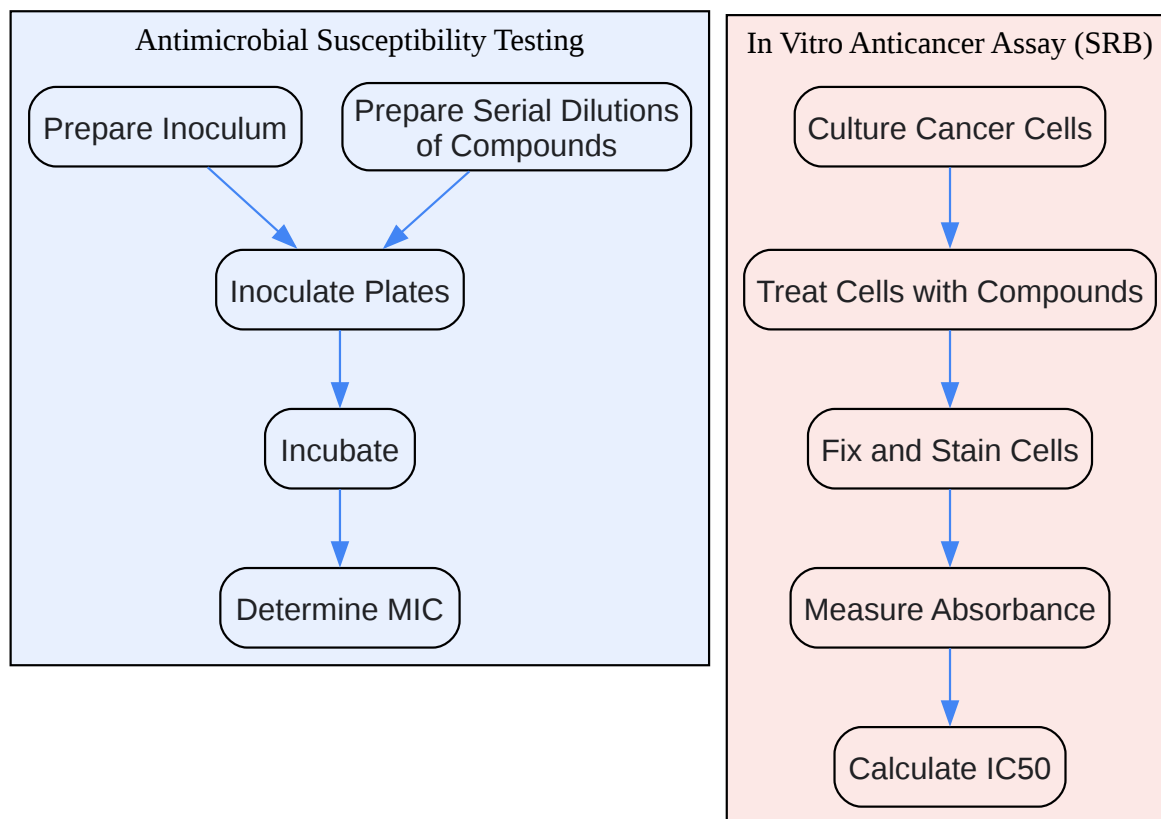 Antimicrobial Susceptibility Testing
Prepare Inoculum
Prepare Serial Dilutions
of Compounds
Inoculate Plates
Incubate
Determine MIC
In Vitro Anticancer Assay (SRB)
Culture Cancer Cells
Treat Cells with Compounds
Fix and Stain Cells
Measure Absorbance
Calculate IC50